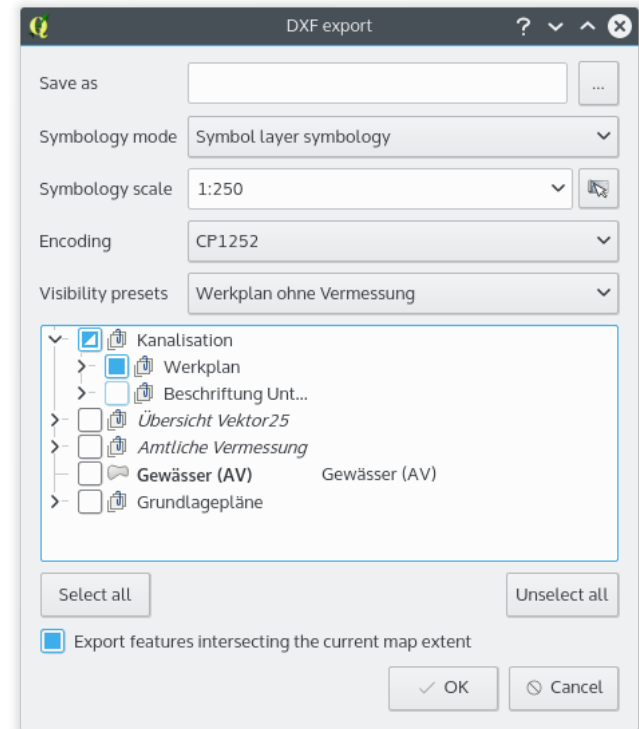 DXF export
Save as
...
Symbology mode Symbol layer symbology
Symbology scale 1:250
Encoding CP1252
Visibility presets Werkplan ohne Vermessung
Kanalisation
Werkplan
Beschriftung Unt...
Übersicht Vektor25
Amtliche Vermessung
Gewässer (AV) Gewässer (AV)
Grundlagepläne
Select all Unselect all
Export features intersecting the current map extent
OK Cancel